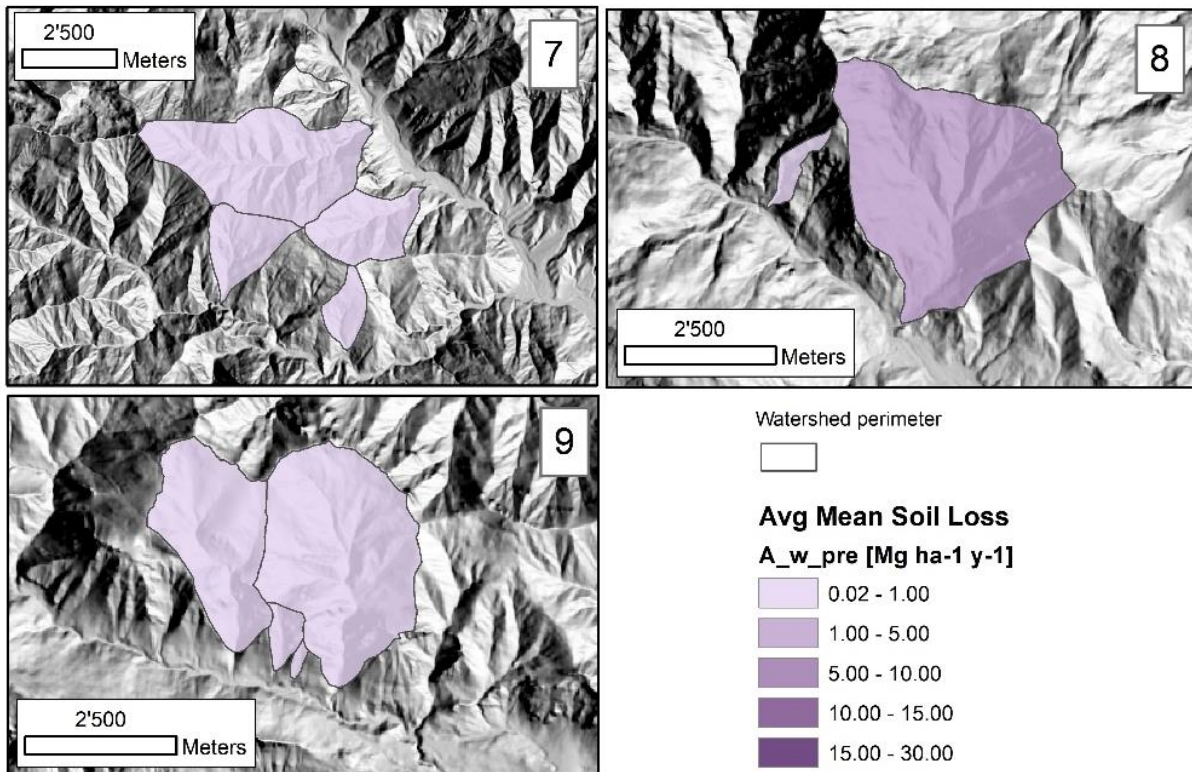 2'500
Meters
7
8
2'500
Meters
9
2'500
Meters
Watershed perimeter
Avg Mean Soil Loss
A_w_pre [Mg ha-1 y-1]
0.02 - 1.00
1.00 - 5.00
5.00 - 10.00
10.00 - 15.00
15.00 - 30.00